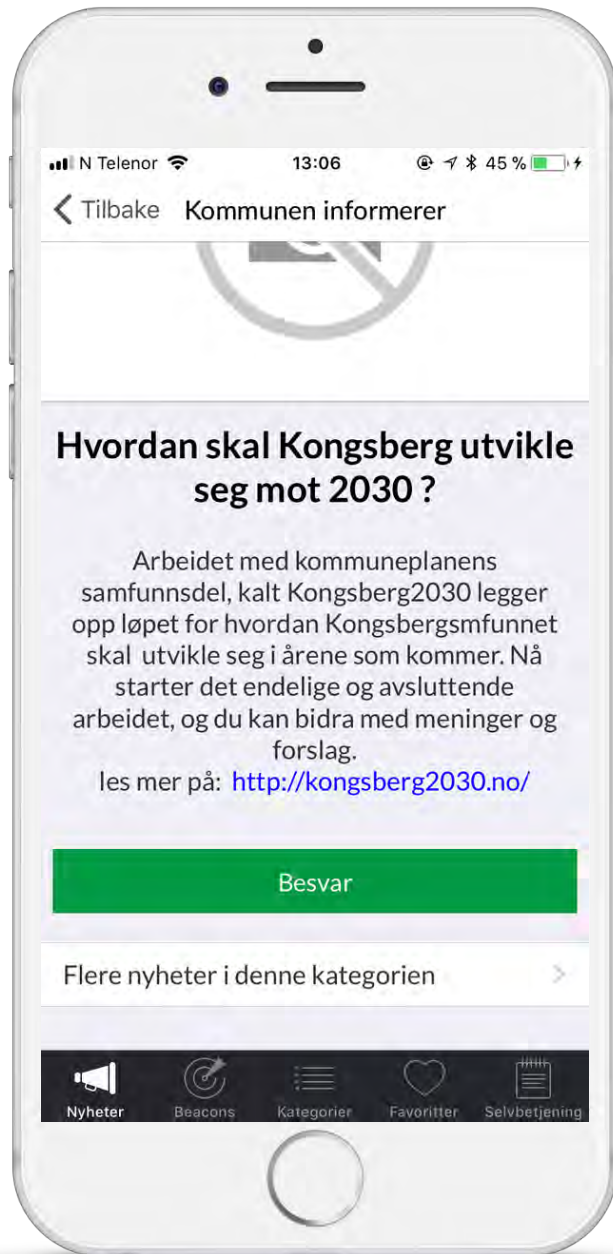 N Telenor 13:06 45 %
Tilbake Kommunen informerer
Hvordan skal Kongsberg utvikle
seg mot 2030 ?
Arbeidet med kommuneplanens
samfunnsdel, kalt Kongsberg2030 legger
opp løpet for hvordan Kongsbergsmfunnet
skal utvikle seg i årene som kommer. Nå
starter det endelige og avsluttende
arbeidet, og du kan bidra med meninger og
forslag.
les mer på: http://kongsberg2030.no/
Besvar
Flere nyheter i denne kategorien
Nyheter Beacons Kategorier Favoritter Selvbetjening